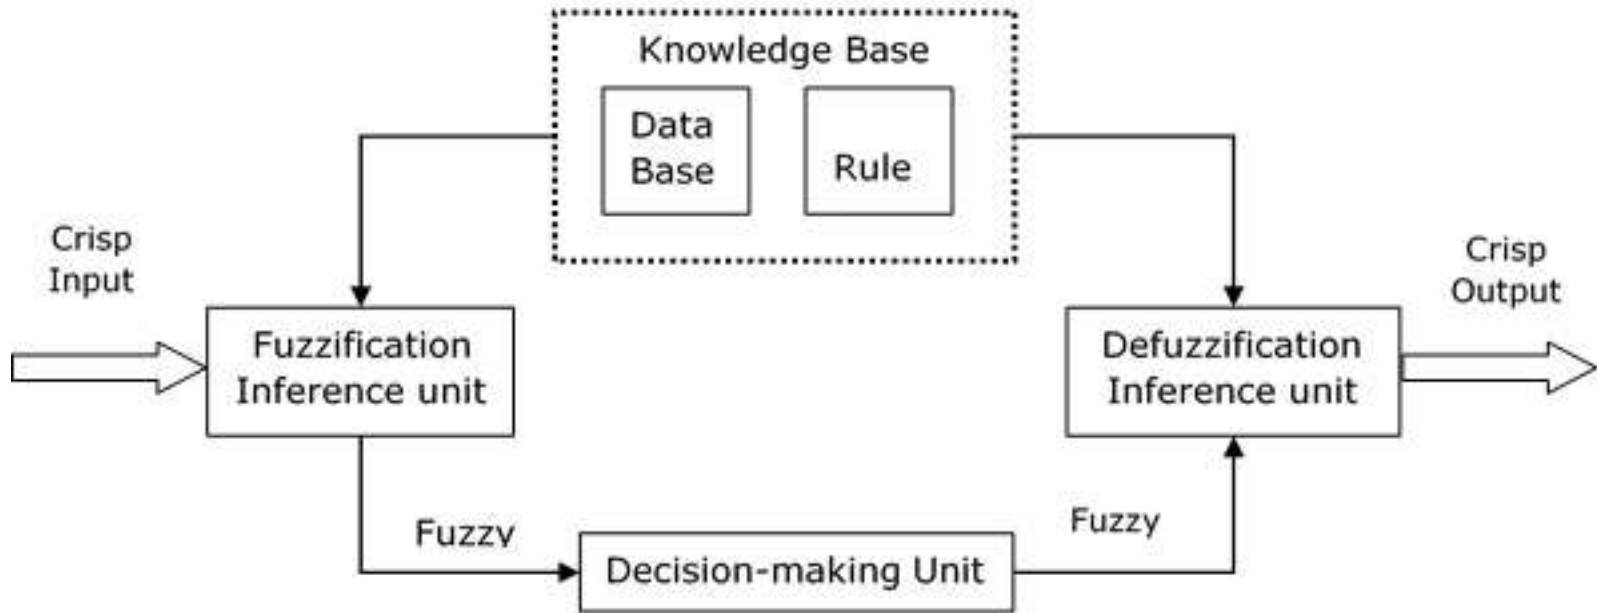 Knowledge Base
Data
Base
Rule
Crisp
Input
Crisp
Output
Fuzzification
Inference unit
Defuzzification
Inference unit
Fuzzy
Fuzzy
Decision-making Unit